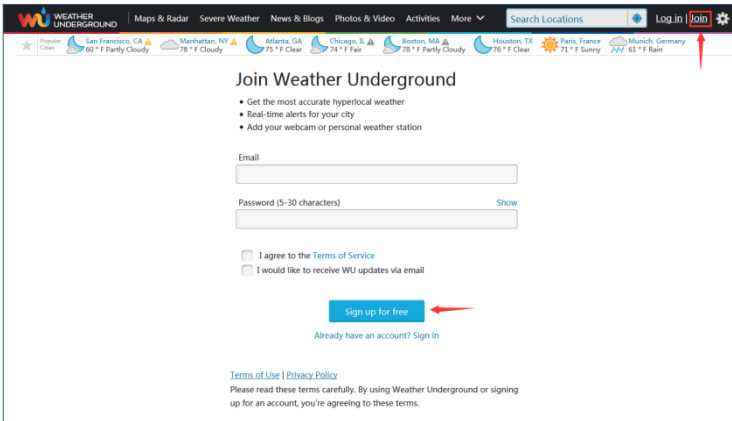 WU WEATHER UNDERGROUND Maps & Radar Severe Weather News & Blogs Photos & Video Activities More Search Locations Log in | Join
Popular Cities San Francisco, CA Manhattan, NY Atlanta, GA Chicago, IL Boston, MA Houston, TX Paris, France Munich, Germany
60 ° F Partly Cloudy 78 ° F Cloudy 75 ° F Clear 74 ° F Fair 78 ° F Partly Cloudy 76 ° F Clear 71 ° F Sunny 61 ° F Rain
Join Weather Underground
• Get the most accurate hyperlocal weather
• Real-time alerts for your city
• Add your webcam or personal weather station
Email
Password (5-30 characters) Show
I agree to the Terms of Service
I would like to receive WU updates via email
Sign up for free
Already have an account? Sign in
Terms of Use | Privacy Policy
Please read these terms carefully. By using Weather Underground or signing
up for an account, you're agreeing to these terms.